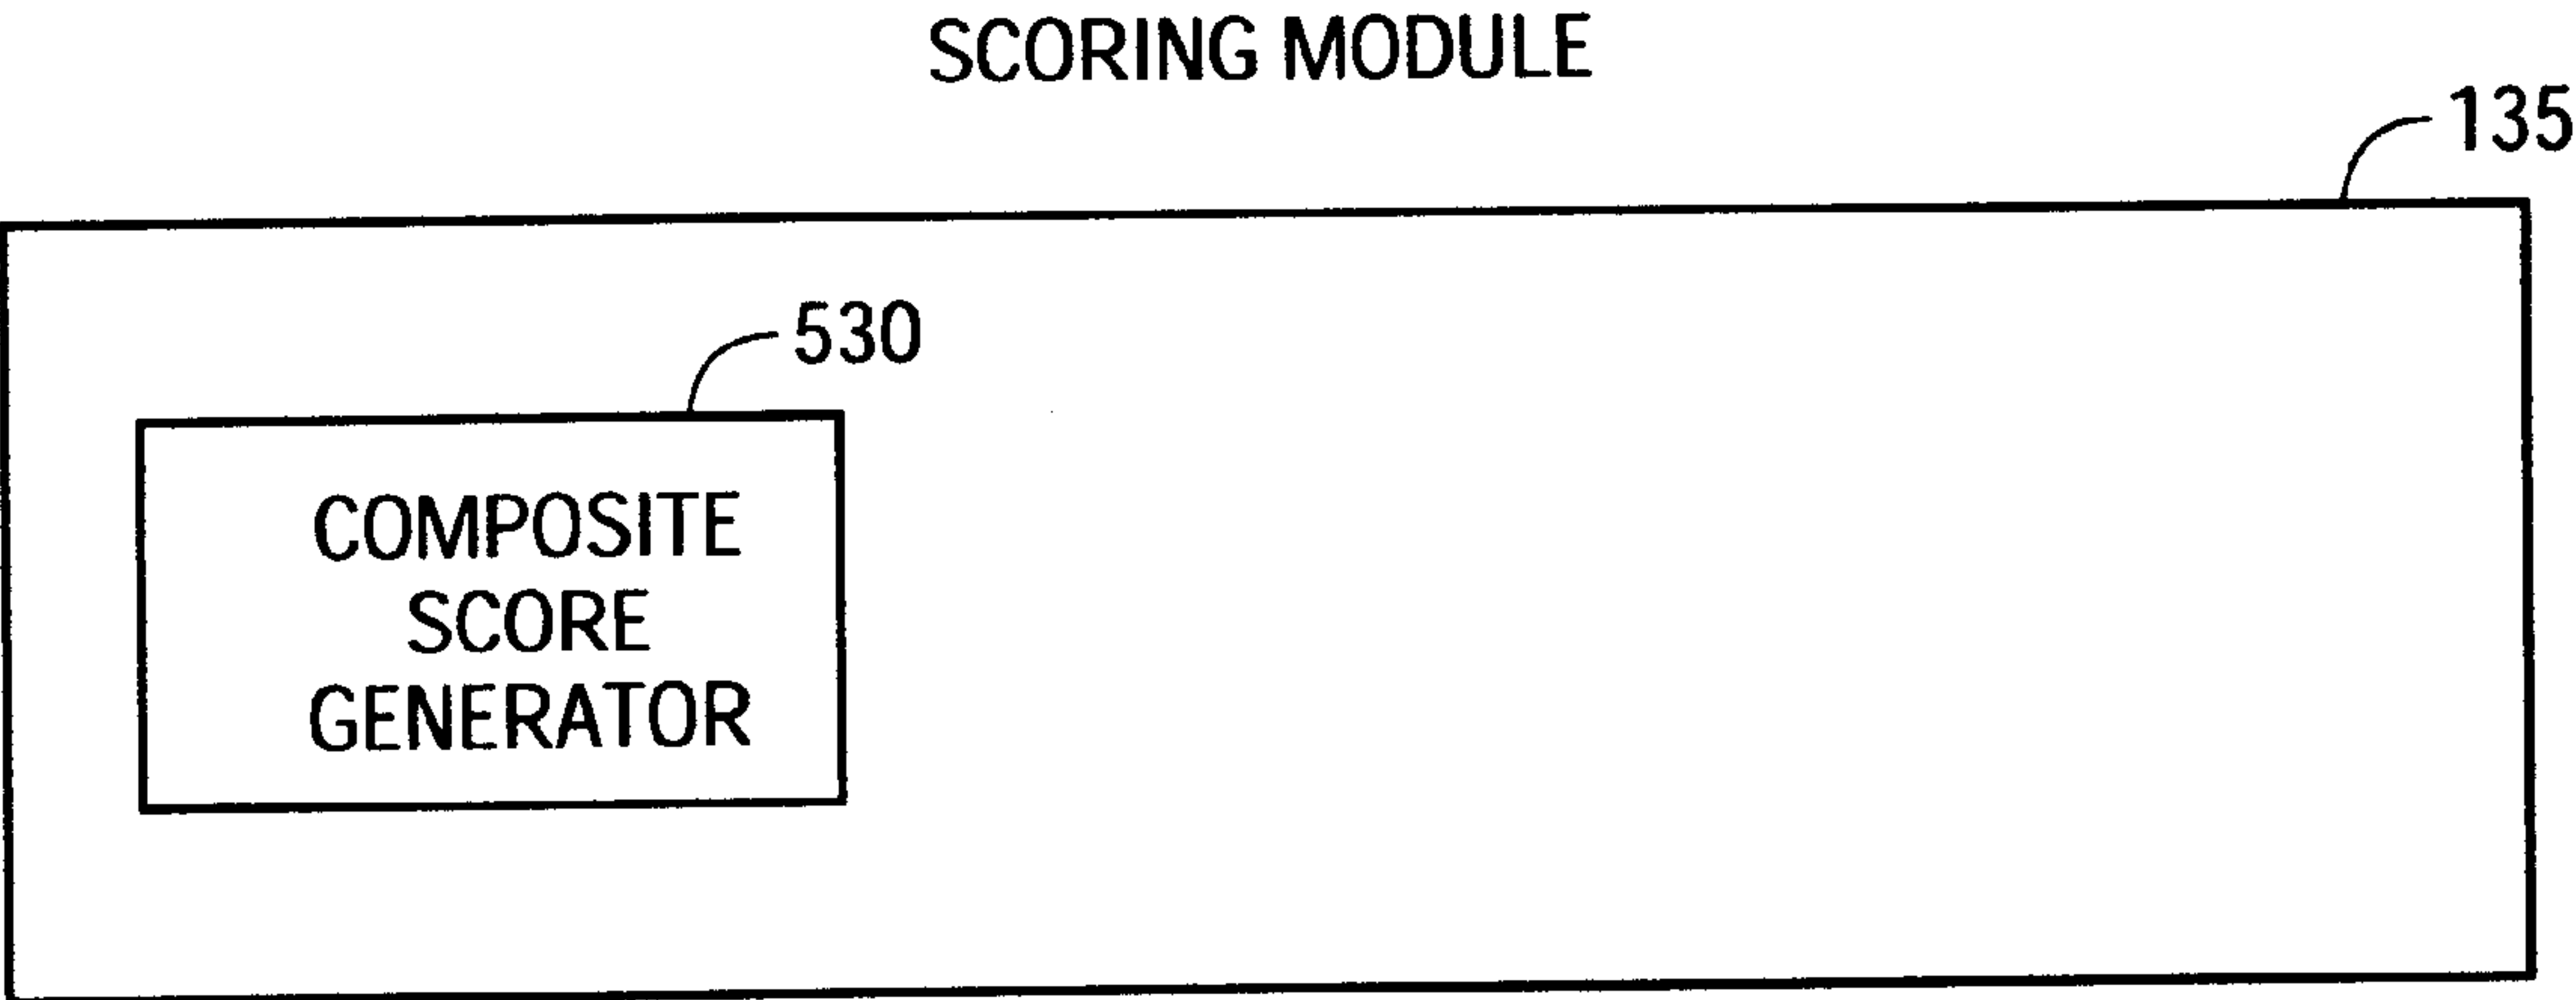 SCORING MODULE
135
530
COMPOSITE
SCORE
GENERATOR